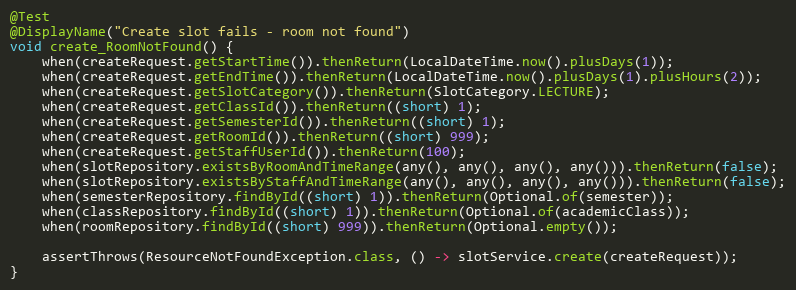 @Test
@DisplayName("Create slot fails - room not found")
void create_RoomNotFound() {
    when(createRequest.getStartTime()).thenReturn(LocalDateTime.now().plusDays(1));
    when(createRequest.getEndTime()).thenReturn(LocalDateTime.now().plusDays(1).plusHours(2));
    when(createRequest.getSlotCategory()).thenReturn(SlotCategory.LECTURE);
    when(createRequest.getClassId()).thenReturn((short) 1);
    when(createRequest.getSemesterId()).thenReturn((short) 1);
    when(createRequest.getRoomId()).thenReturn((short) 999);
    when(createRequest.getStaffUserId()).thenReturn(100);
    when(slotRepository.existsByRoomAndTimeRange(any(), any(), any(), any())).thenReturn(false);
    when(slotRepository.existsByStaffAndTimeRange(any(), any(), any(), any())).thenReturn(false);
    when(semesterRepository.findById((short) 1)).thenReturn(Optional.of(semester));
    when(classRepository.findById((short) 1)).thenReturn(Optional.of(academicClass));
    when(roomRepository.findById((short) 999)).thenReturn(Optional.empty());

    assertThrows(ResourceNotFoundException.class, () -> slotService.create(createRequest));
}